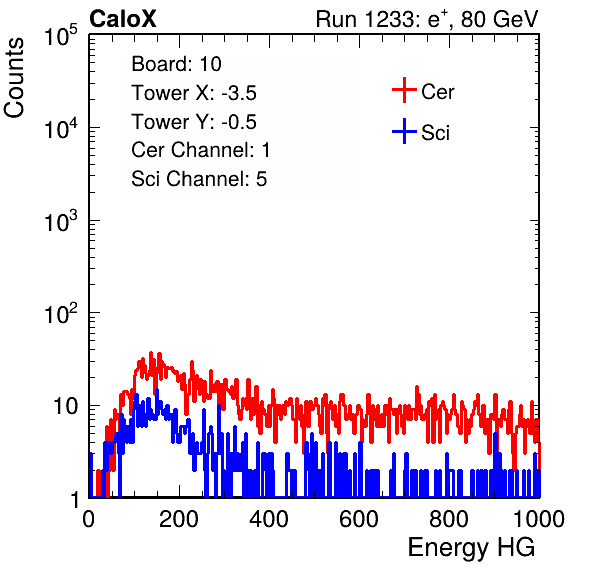 CaloX Run 1233: e⁺, 80 GeV
Counts
Board: 10
Tower X: -3.5
Tower Y: -0.5
Cer Channel: 1
Sci Channel: 5
Cer
Sci
10⁵
10⁴
10³
10²
10
1
0 200 400 600 800 1000
Energy HG